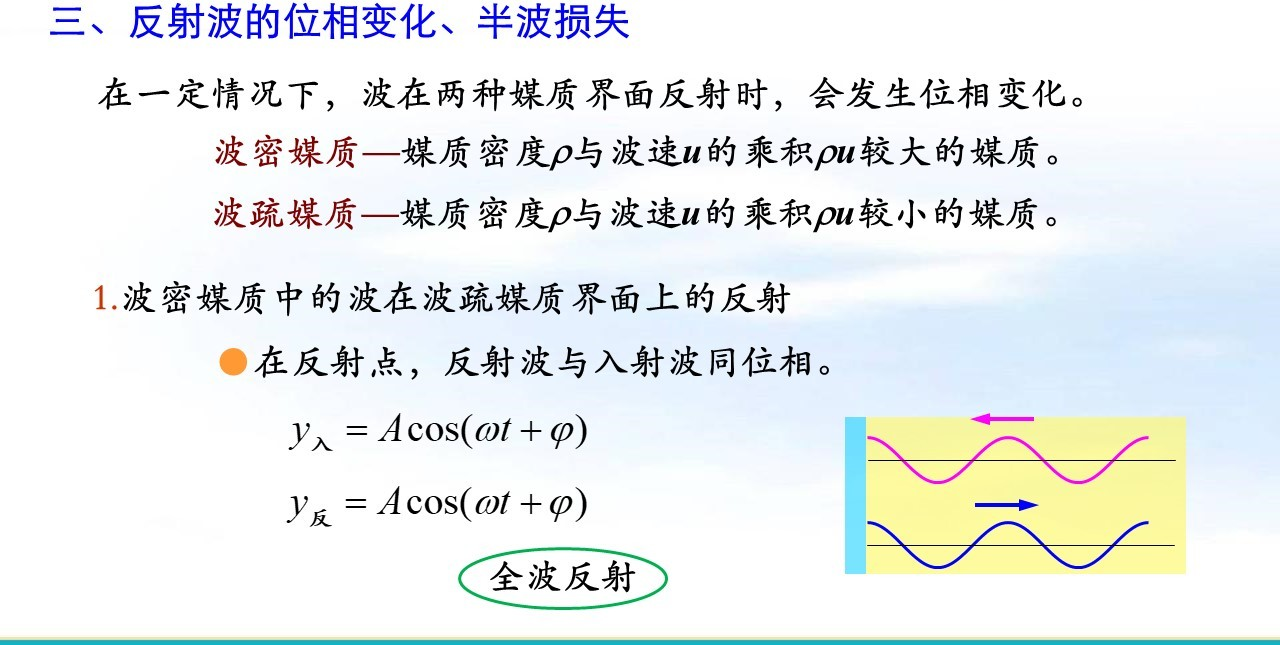 三、反射波的位相变化、半波损失
在一定情况下，波在两种媒质界面反射时，会发生位相变化。
波密媒质—媒质密度ρ与波速u的乘积ρu较大的媒质。
波疏媒质—媒质密度ρ与波速u的乘积ρu较小的媒质。
1.波密媒质中的波在波疏媒质界面上的反射
●在反射点，反射波与入射波同位相。
y入 = Acos(ωt + φ)
y反 = Acos(ωt + φ)
全波反射